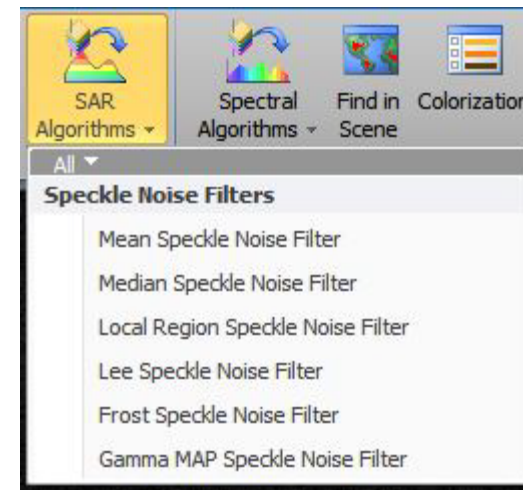 SAR Algorithms
Spectral Algorithms
Find in Scene
Colorization
All
Speckle Noise Filters
Mean Speckle Noise Filter
Median Speckle Noise Filter
Local Region Speckle Noise Filter
Lee Speckle Noise Filter
Frost Speckle Noise Filter
Gamma MAP Speckle Noise Filter